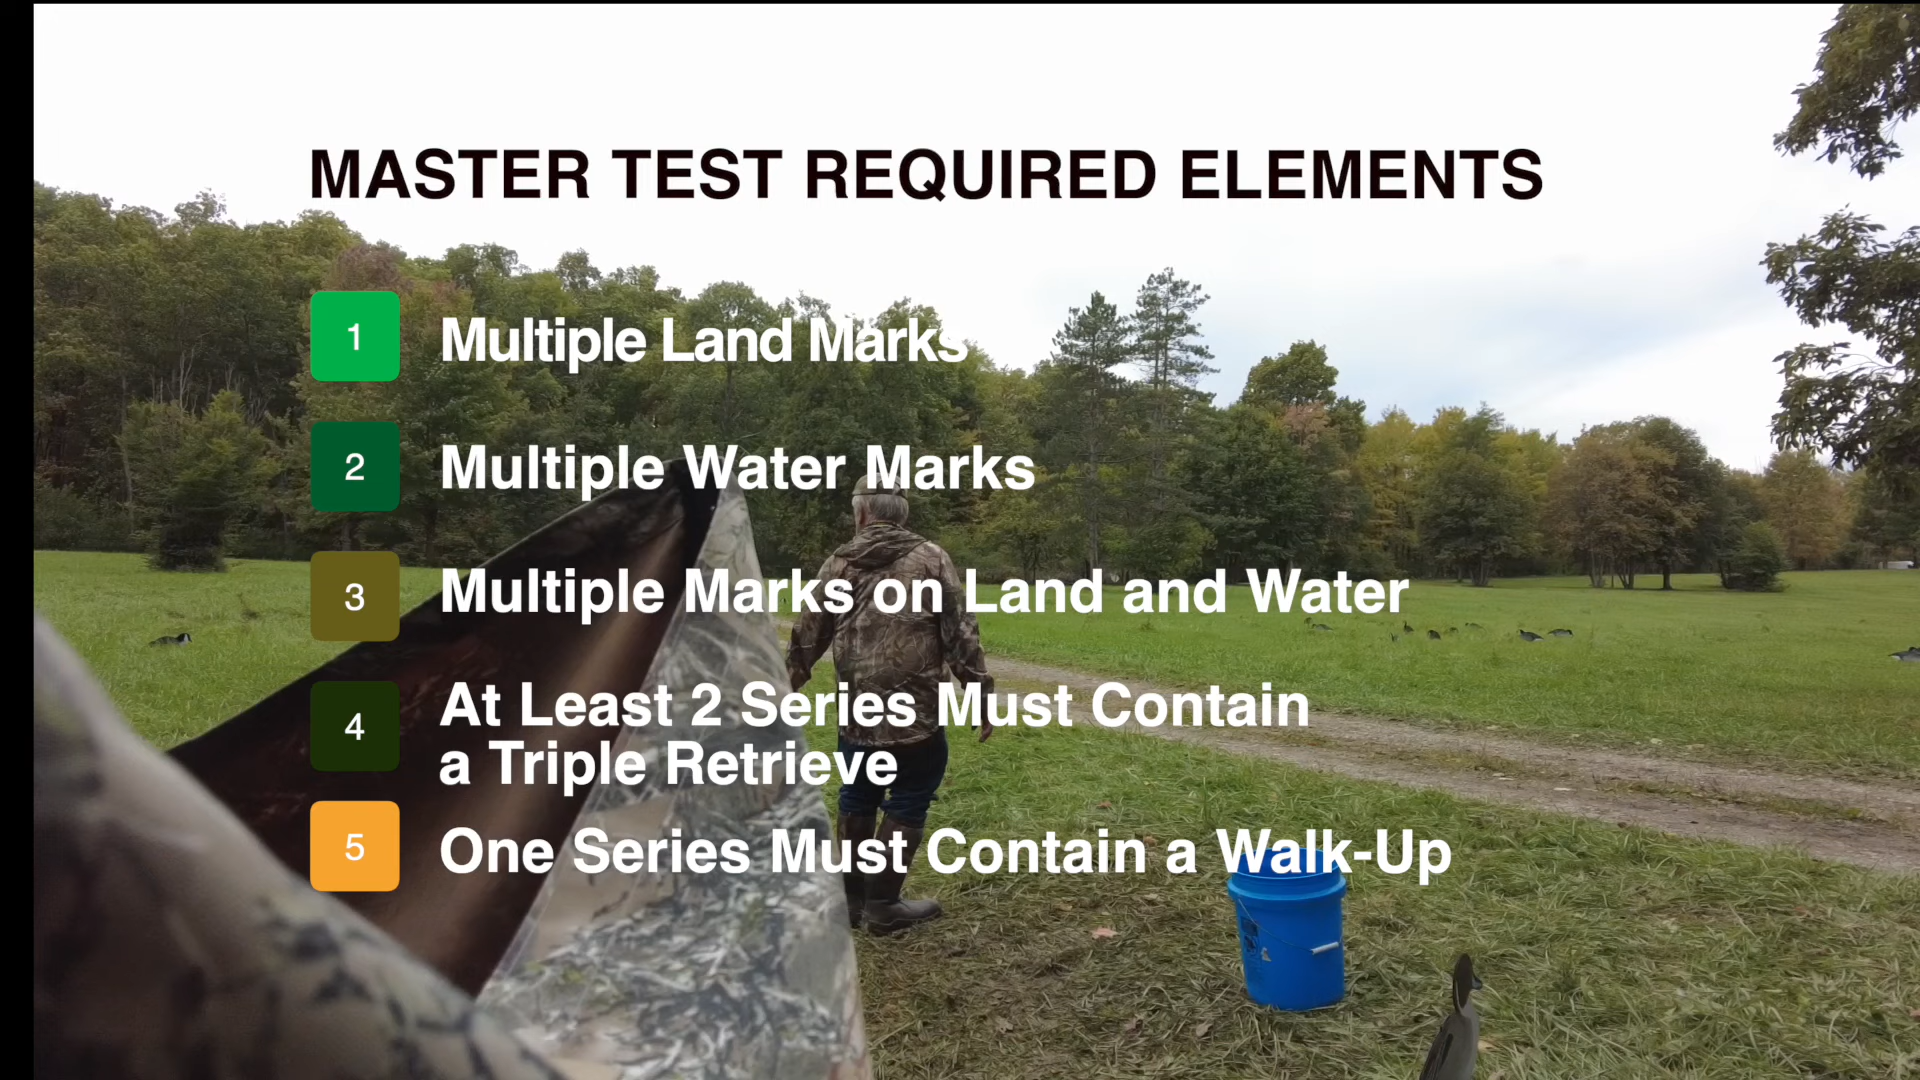 MASTER TEST REQUIRED ELEMENTS
1 Multiple Land Marks
2 Multiple Water Marks
3 Multiple Marks on Land and Water
4 At Least 2 Series Must Contain
a Triple Retrieve
5 One Series Must Contain a Walk-Up